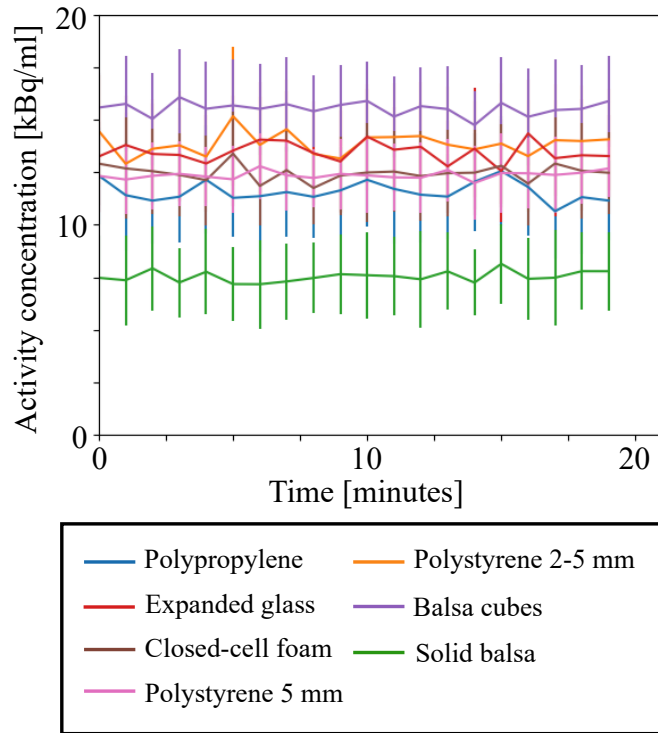 20
10
0
Activity concentration [kBq/ml]
0 10 20
Time [minutes]
Polypropylene
Polystyrene 2-5 mm
Expanded glass
Balsa cubes
Closed-cell foam
Solid balsa
Polystyrene 5 mm